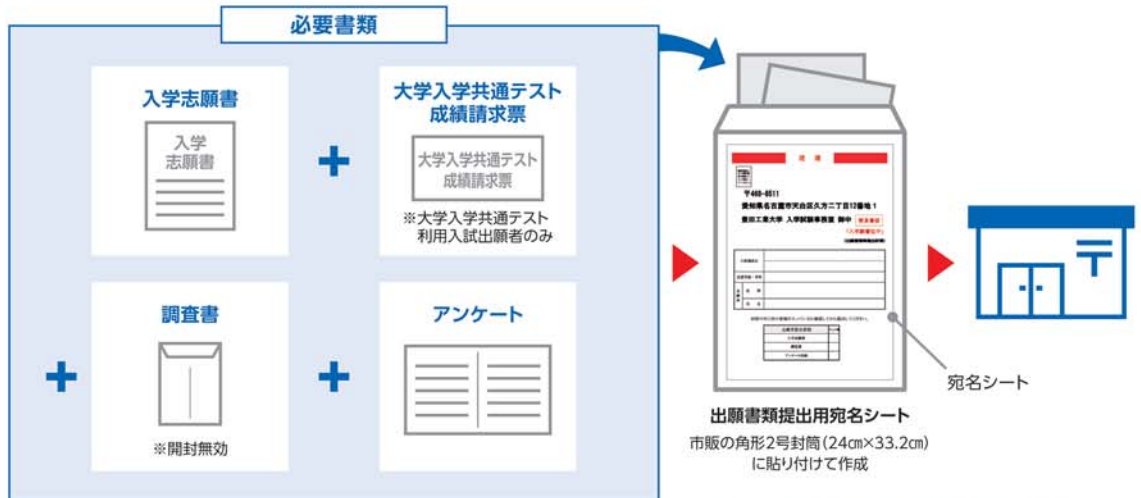 必要書類
入学志願書
入学
志願書
大学入学共通テスト
成績請求票
大学入学共通テスト
成績請求票
※大学入学共通テスト
利用入試出願者のみ
調査書
※開封無効
アンケート
速達
〒468-8511
愛知県名古屋市天白区久方二丁目12番地1
豊田工業大学 入学試験事務室 御中
宛名シート
出願書類提出用宛名シート
市販の角形2号封筒(24㎝×33.2㎝)
に貼り付けて作成